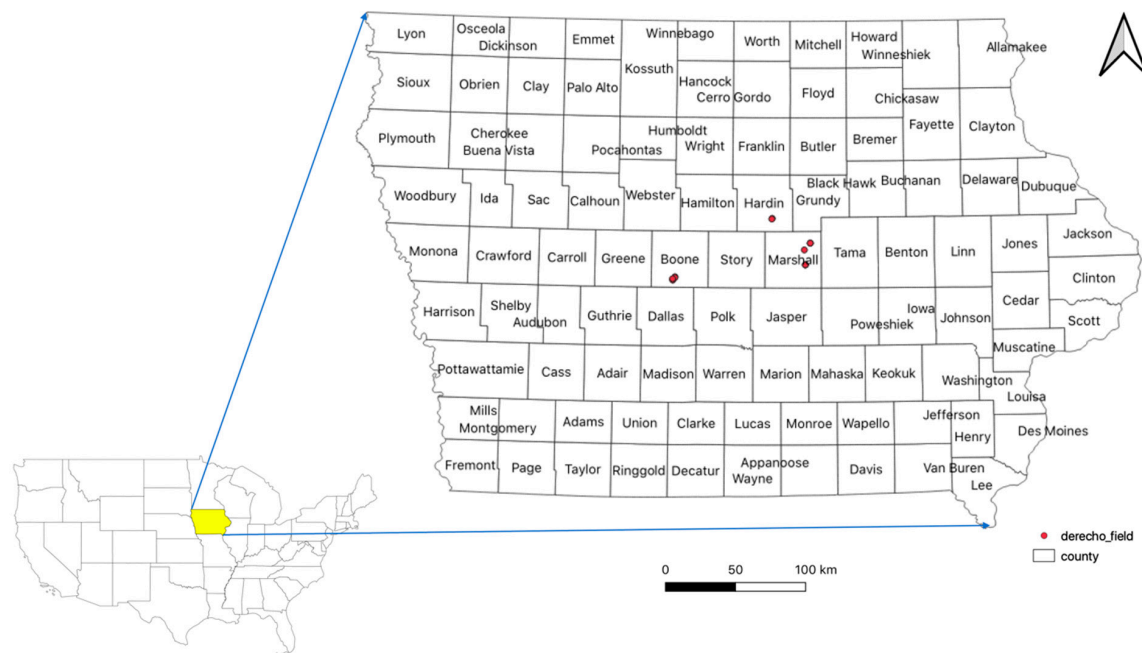 Lyon
Osceola
Dickinson
Emmet
Winnebago
Worth
Mitchell
Howard
Winneshiek
Allamakee
Sioux
Obrien
Clay
Palo Alto
Kossuth
Hancock
Cerro Gordo
Floyd
Chickasaw
Fayette
Clayton
Plymouth
Cherokee
Buena Vista
Pocahontas
Humboldt
Wright
Franklin
Butler
Bremer
Woodbury
Ida
Sac
Calhoun
Webster
Hamilton
Hardin
Black Hawk
Grundy
Buchanan
Delaware
Dubuque
Monona
Crawford
Carroll
Greene
Boone
Story
Marshall
Tama
Benton
Linn
Jones
Jackson
Clinton
Harrison
Shelby
Audubon
Guthrie
Dallas
Polk
Jasper
Poweshiek
Iowa
Johnson
Cedar
Scott
Muscatine
Pottawattamie
Cass
Adair
Madison
Warren
Marion
Mahaska
Keokuk
Washington
Louisa
Mills
Montgomery
Adams
Union
Clarke
Lucas
Monroe
Wapello
Jefferson
Henry
Des Moines
Fremont
Page
Taylor
Ringgold
Decatur
Appanoose
Wayne
Davis
Van Buren
Lee
derecho_field
county
0 50 100 km